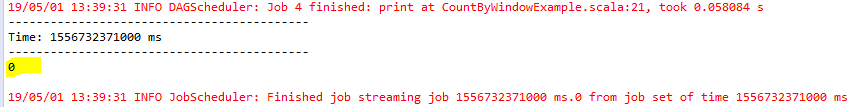 19/05/01 13:39:31 INFO DAGScheduler: Job 4 finished: print at CountByWindowExample.scala:21, took 0.058084 s
-------------------------------------------
Time: 1556732371000 ms
-------------------------------------------
0
19/05/01 13:39:31 INFO JobScheduler: Finished job streaming job 1556732371000 ms.0 from job set of time 1556732371000 ms